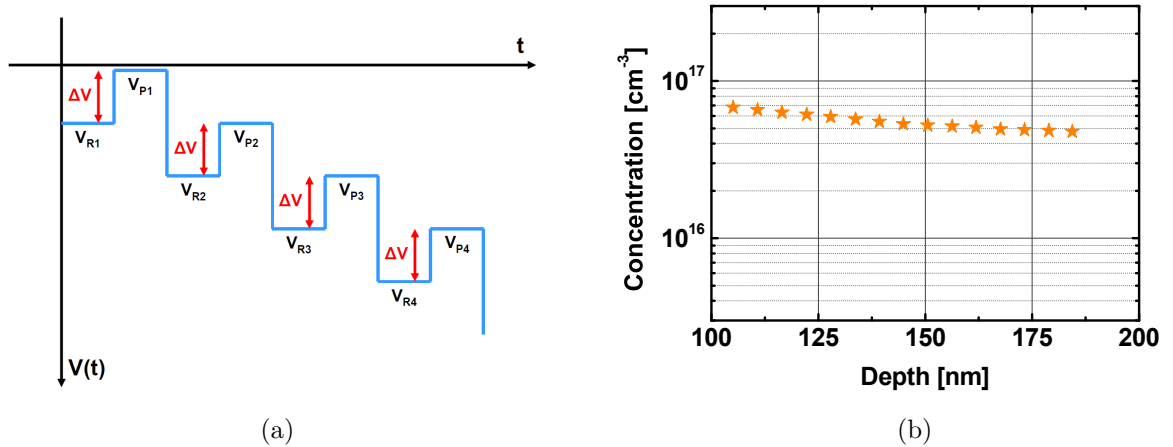 t
ΔV
V_P1
V_R1
ΔV
V_P2
V_R2
ΔV
V_P3
V_R3
ΔV
V_P4
V_R4
V(t)
(a)
Concentration [cm^-3]
10^17
10^16
100 125 150 175 200
Depth [nm]
(b)